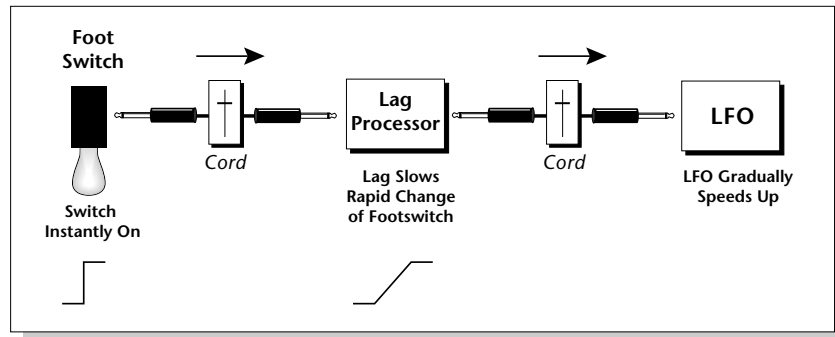 Foot
Switch
Cord
Lag
Processor
Cord
LFO
Switch
Instantly On
Lag Slows
Rapid Change
of Footswitch
LFO Gradually
Speeds Up